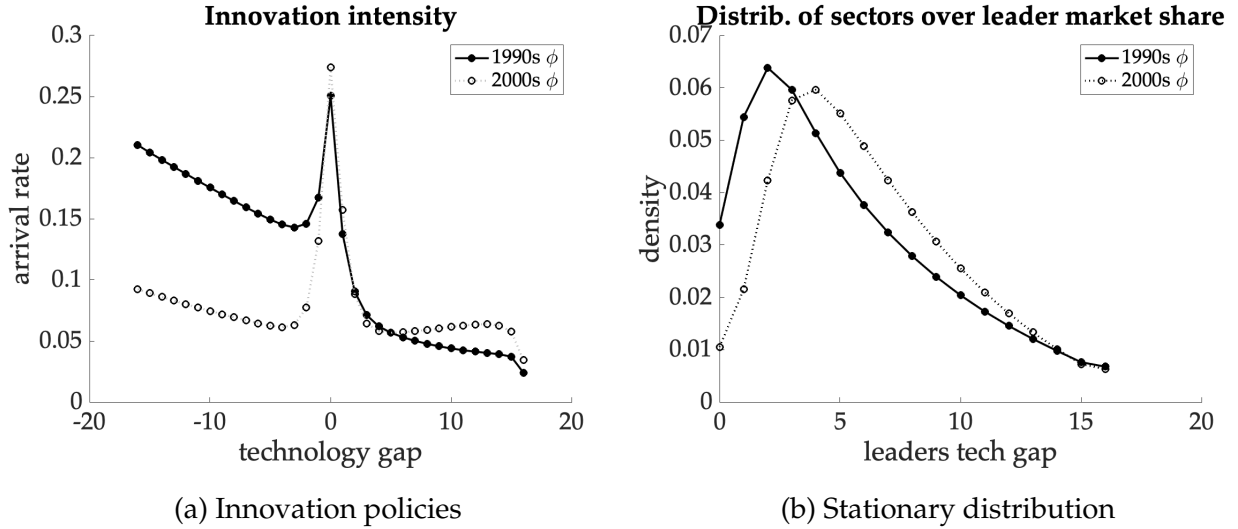 Innovation intensity
0.3
0.25
0.2
0.15
0.1
0.05
0
arrival rate
1990s ϕ
2000s ϕ
-20
-10
0
10
20
technology gap
(a) Innovation policies
Distrib. of sectors over leader market share
0.07
0.06
0.05
0.04
0.03
0.02
0.01
0
density
1990s ϕ
2000s ϕ
0
5
10
15
20
leaders tech gap
(b) Stationary distribution